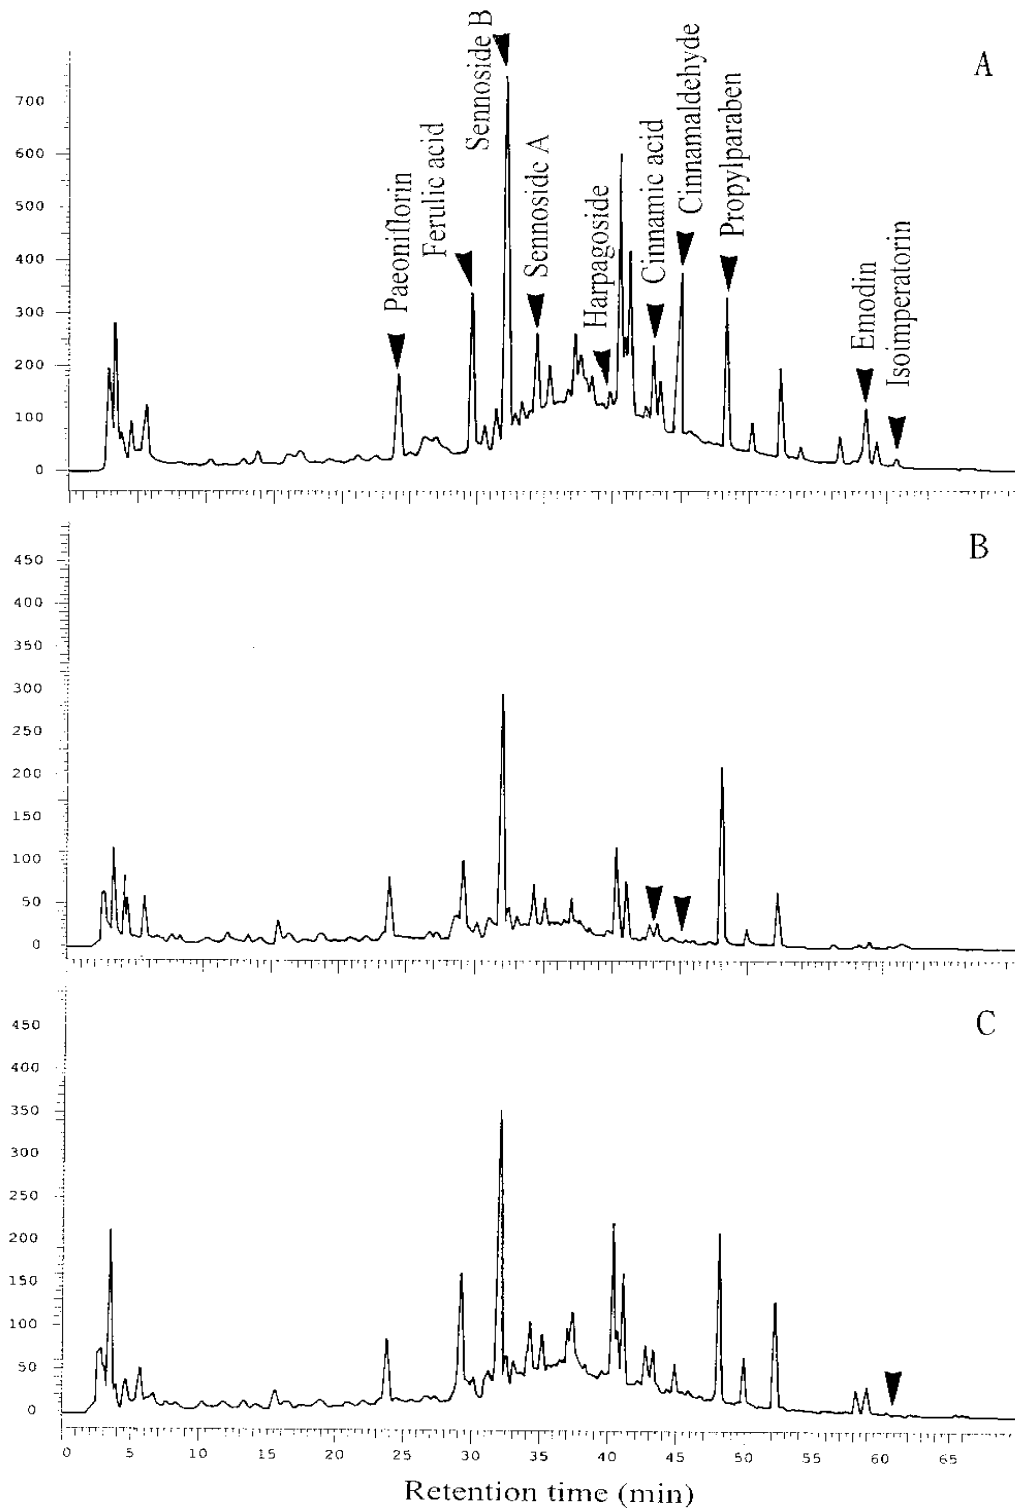 A
Paeoniflorin
Ferulic acid
Sennoside B
Sennoside A
Harpagoside
Cinnamic acid
Cinnamaldehyde
Propylparaben
Emodin
Isoimperatorin
700
600
500
400
300
200
100
0
B
450
400
350
300
250
200
150
100
50
0
C
450
400
350
300
250
200
150
100
50
0
0 5 10 15 20 25 30 35 40 45 50 55 60 65
Retention time (min)